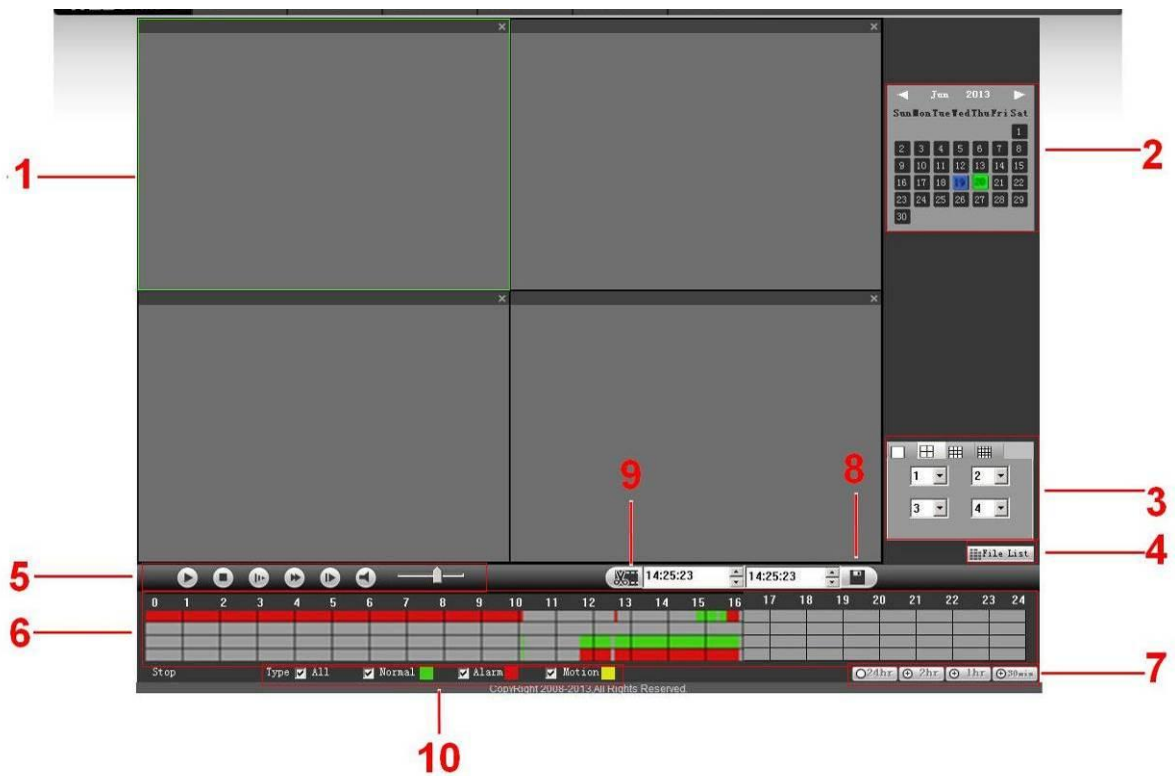 Jun 2013
Sun Mon Tue Wed Thu Fri Sat
1
2 3 4 5 6 7 8
9 10 11 12 13 14 15
16 17 18 19 20 21 22
23 24 25 26 27 28 29
30
1
2
1 2
3 4
3
8
9
File List
4
5
14:25:23 14:25:23
0 1 2 3 4 5 6 7 8 9 10 11 12 13 14 15 16 17 18 19 20 21 22 23 24
6
Stop Type All Normal Alarm Motion 24hr 2hr 1hr 30min
7
CopyRight 2008-2013,All Rights Reserved.
10